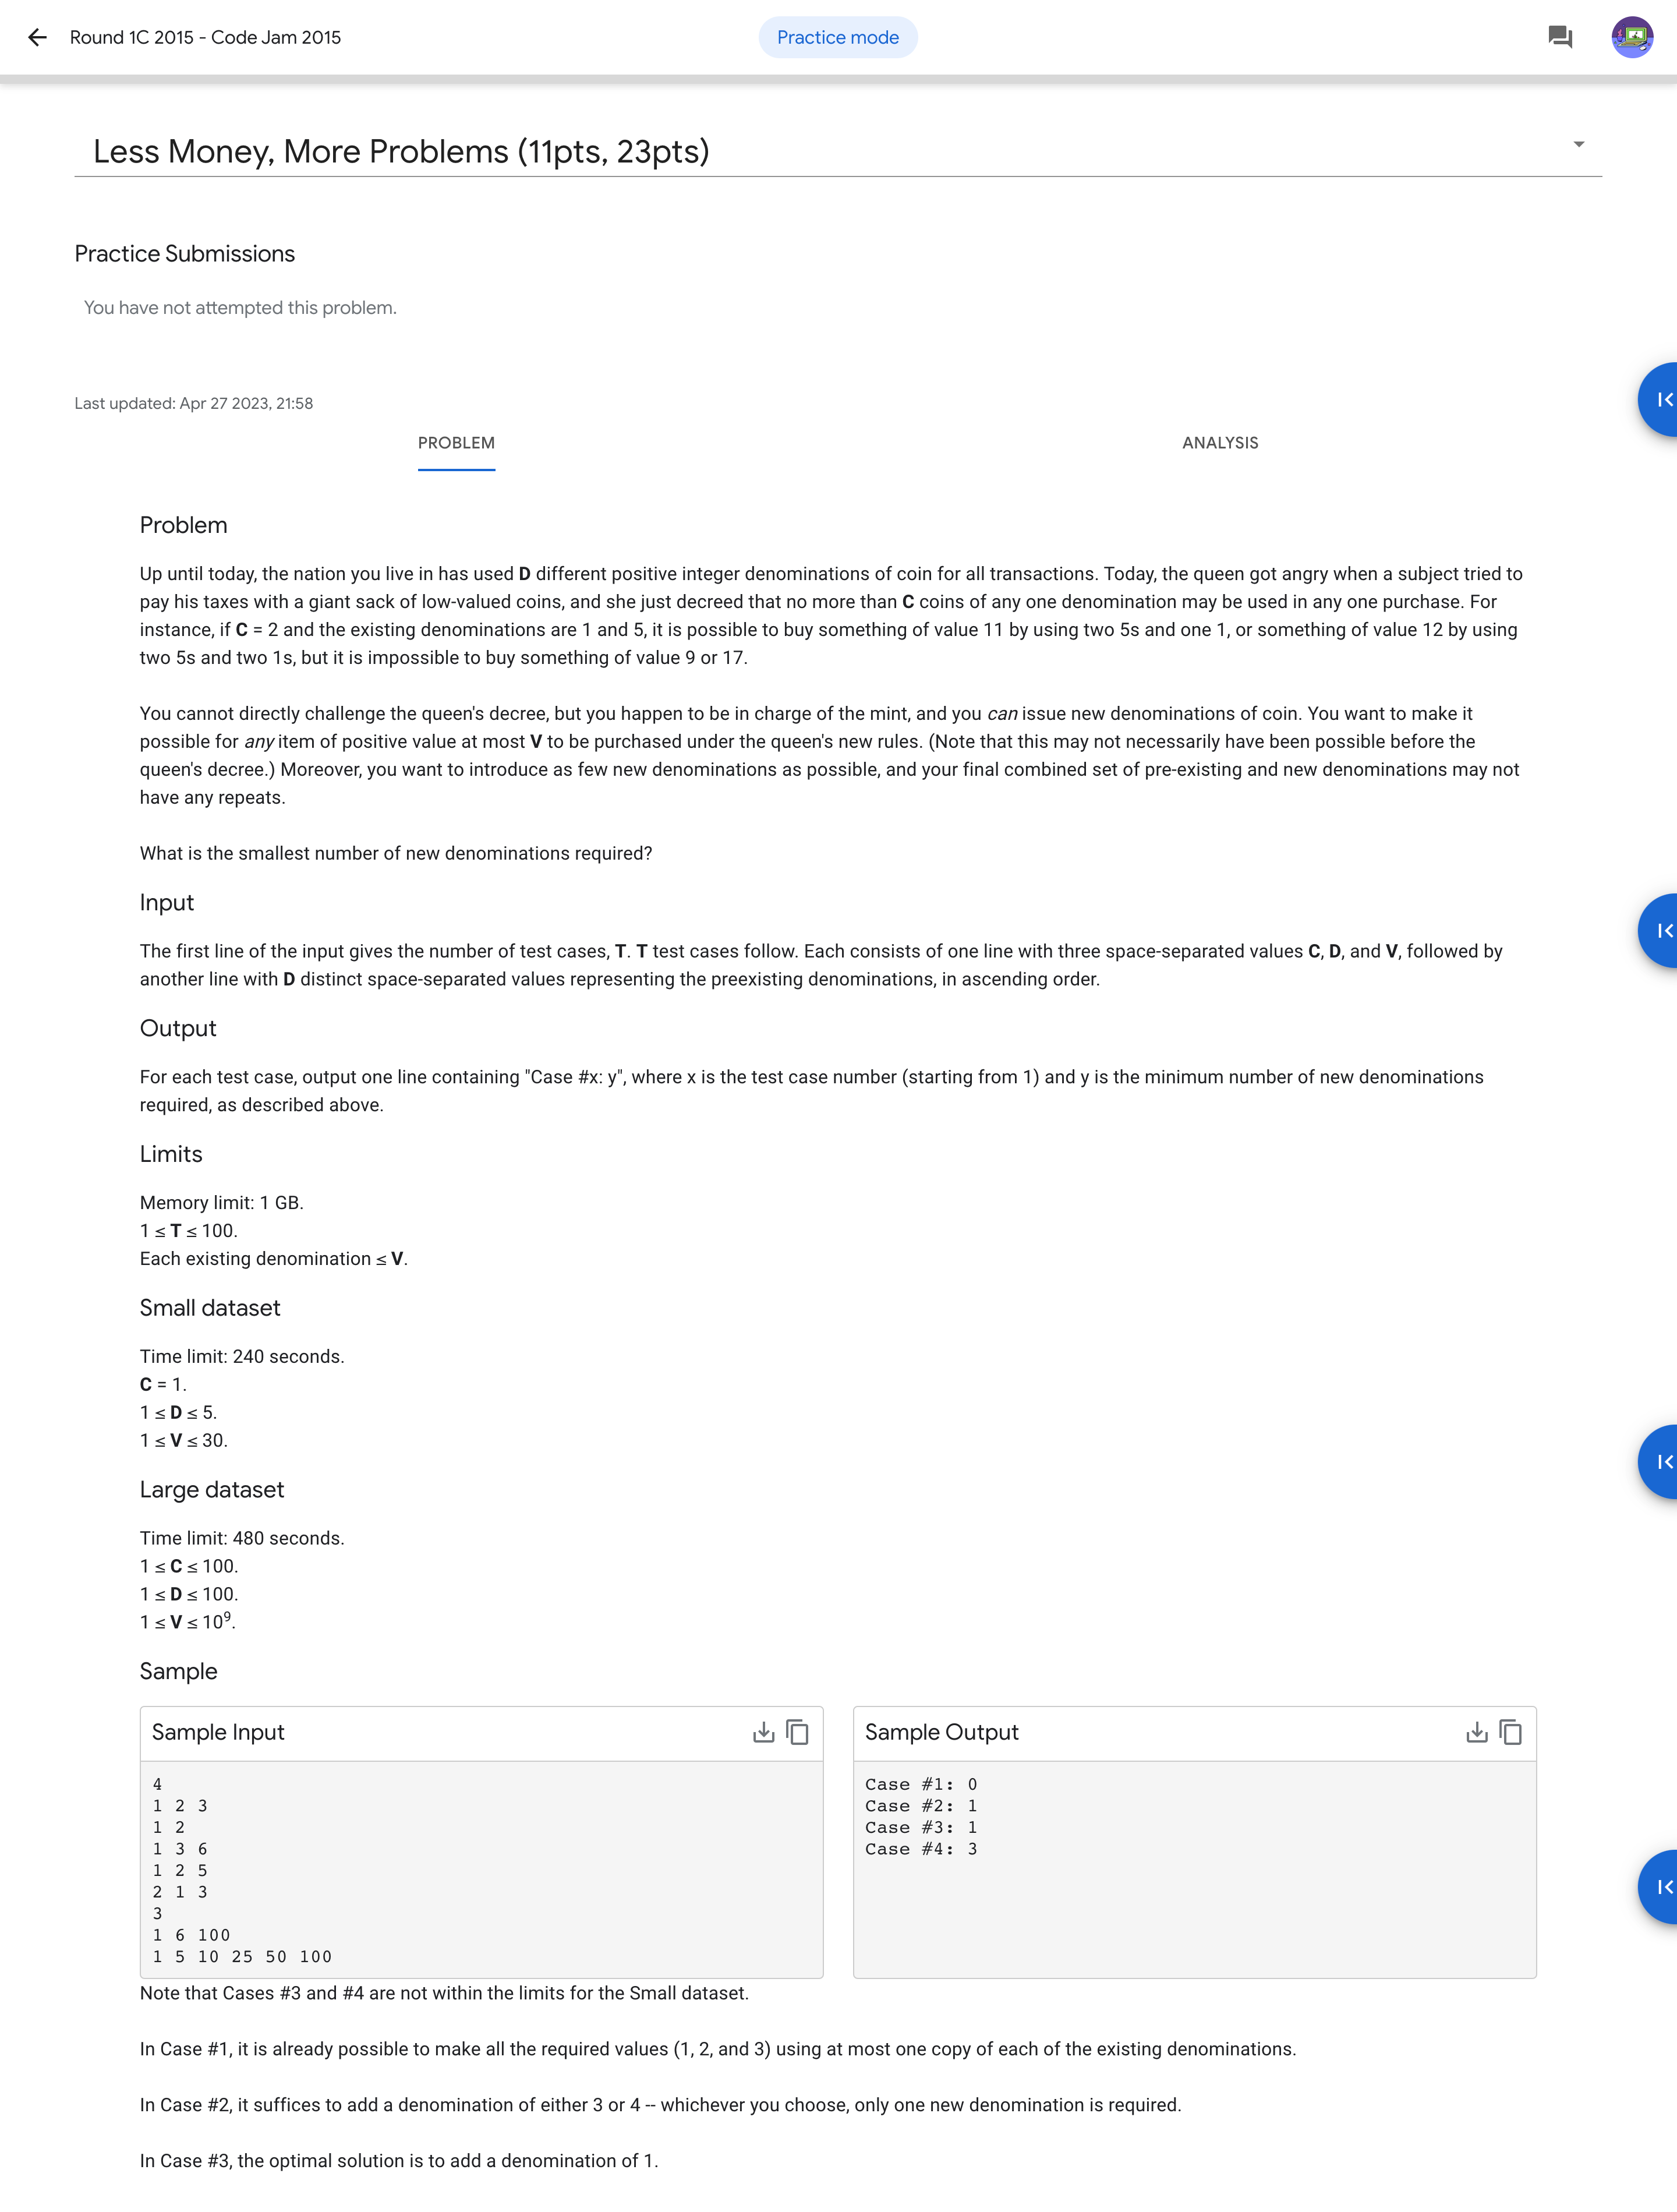 Round 1C 2015 - Code Jam 2015
Practice mode
Less Money, More Problems (11pts, 23pts)
Practice Submissions
You have not attempted this problem.
Last updated: Apr 27 2023, 21:58
PROBLEM
ANALYSIS
Problem
Up until today, the nation you live in has used D different positive integer denominations of coin for all transactions. Today, the queen got angry when a subject tried to
pay his taxes with a giant sack of low-valued coins, and she just decreed that no more than C coins of any one denomination may be used in any one purchase. For
instance, if C = 2 and the existing denominations are 1 and 5, it is possible to buy something of value 11 by using two 5s and one 1, or something of value 12 by using
two 5s and two 1s, but it is impossible to buy something of value 9 or 17.
You cannot directly challenge the queen's decree, but you happen to be in charge of the mint, and you can issue new denominations of coin. You want to make it
possible for any item of positive value at most V to be purchased under the queen's new rules. (Note that this may not necessarily have been possible before the
queen's decree.) Moreover, you want to introduce as few new denominations as possible, and your final combined set of pre-existing and new denominations may not
have any repeats.
What is the smallest number of new denominations required?
Input
The first line of the input gives the number of test cases, T. T test cases follow. Each consists of one line with three space-separated values C, D, and V, followed by
another line with D distinct space-separated values representing the preexisting denominations, in ascending order.
Output
For each test case, output one line containing "Case #x: y", where x is the test case number (starting from 1) and y is the minimum number of new denominations
required, as described above.
Limits
Memory limit: 1 GB.
1 ≤ T ≤ 100.
Each existing denomination ≤ V.
Small dataset
Time limit: 240 seconds.
C = 1.
1 ≤ D ≤ 5.
1 ≤ V ≤ 30.
Large dataset
Time limit: 480 seconds.
1 ≤ C ≤ 100.
1 ≤ D ≤ 100.
1 ≤ V ≤ 10⁹.
Sample
Sample Input
4
1 2 3
1 2
1 3 6
1 2 5
2 1 3
3
1 6 100
1 5 10 25 50 100
Sample Output
Case #1: 0
Case #2: 1
Case #3: 1
Case #4: 3
Note that Cases #3 and #4 are not within the limits for the Small dataset.
In Case #1, it is already possible to make all the required values (1, 2, and 3) using at most one copy of each of the existing denominations.
In Case #2, it suffices to add a denomination of either 3 or 4 -- whichever you choose, only one new denomination is required.
In Case #3, the optimal solution is to add a denomination of 1.